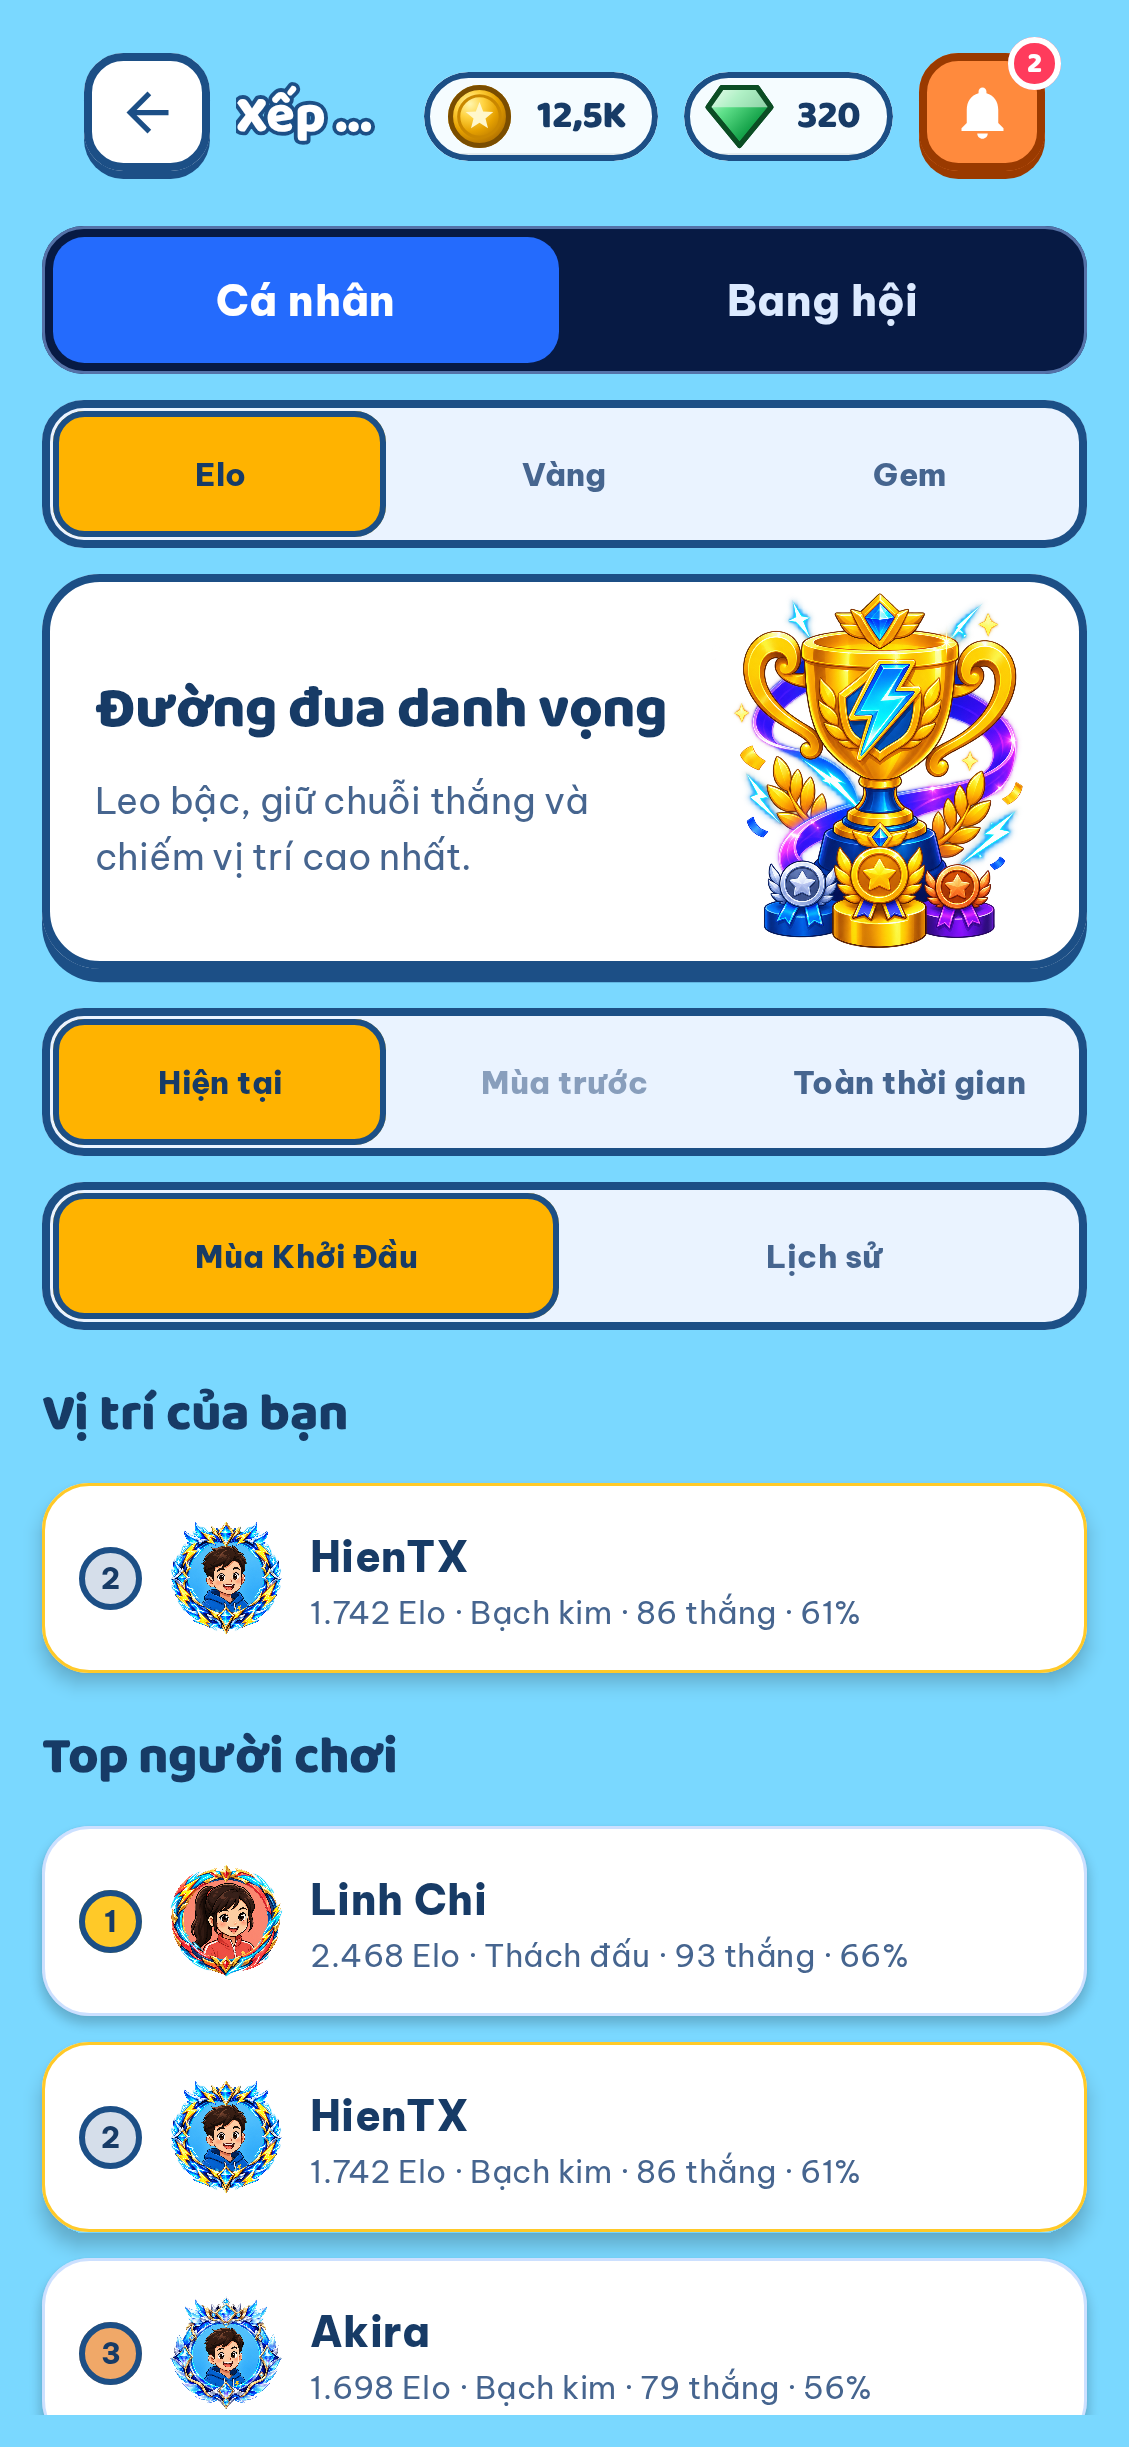 Xếp ...
12,5K
320
2
Cá nhân
Bang hội
Elo
Vàng
Gem
Đường đua danh vọng
Leo bậc, giữ chuỗi thắng và
chiếm vị trí cao nhất.
Hiện tại
Mùa trước
Toàn thời gian
Mùa Khởi Đầu
Lịch sử
Vị trí của bạn
2
HienTX
1.742 Elo · Bạch kim · 86 thắng · 61%
Top người chơi
1
Linh Chi
2.468 Elo · Thách đấu · 93 thắng · 66%
2
HienTX
1.742 Elo · Bạch kim · 86 thắng · 61%
3
Akira
1.698 Elo · Bạch kim · 79 thắng · 56%